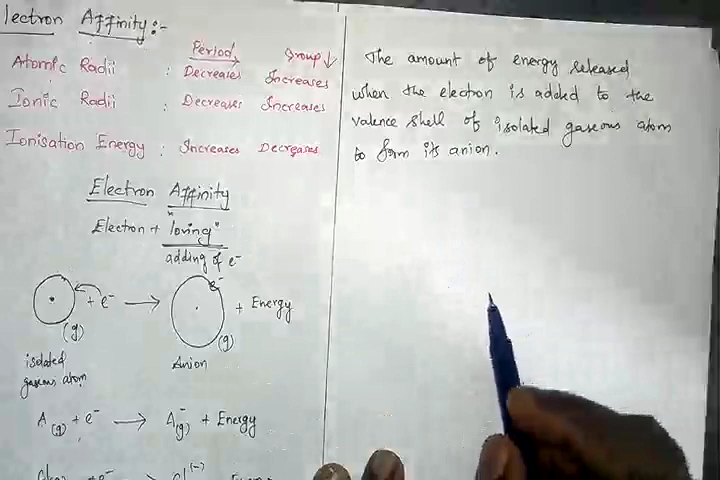 lectron Affinity:-
Period Group ↓
Atomic Radii : Decreases Increases
Ionic Radii : Decreases Increases
Ionisation Energy : Increases Decreases
Electron Affinity
Electron + "loving"
adding of e-
+ e- → e- + Energy
(g) (g)
isolated gaseous atom
Anion
A(g) + e- → A-(g) + Energy
The amount of energy released
when the electron is added to the
valence shell of isolated gaseous atom
to form its anion.